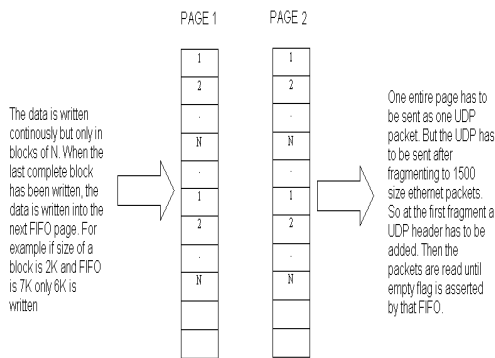 PAGE 1
PAGE 2
The data is written
continously but only in
blocks of N. When the
last complete block
has been written, the
data is written into the
next FIFO page. For
example if size of a
block is 2K and FIFO
is 7K only 6K is
written
1
2
.
N
.
1
2
.
N
1
2
.
N
.
1
2
.
N
One entire page has to
be sent as one UDP
packet. But the UDP has
to be sent after
fragmenting to 1500
size ethernet packets.
So at the first fragment a
UDP header has to be
added. Then the
packets are read until
empty flag is asserted
by that FIFO.